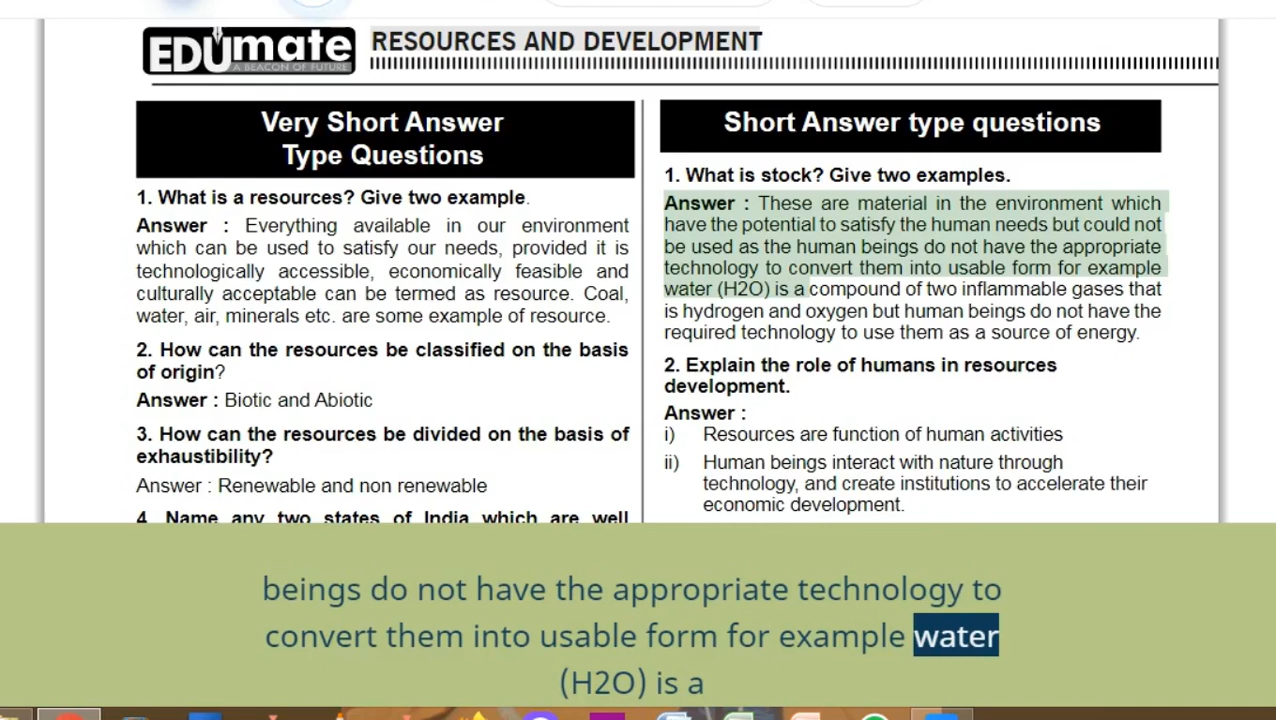 EDUmate
A BEACON OF FUTURE
RESOURCES AND DEVELOPMENT
Very Short Answer
Type Questions
1. What is a resources? Give two example.
Answer : Everything available in our environment
which can be used to satisfy our needs, provided it is
technologically accessible, economically feasible and
culturally acceptable can be termed as resource. Coal,
water, air, minerals etc. are some example of resource.
2. How can the resources be classified on the basis
of origin?
Answer : Biotic and Abiotic
3. How can the resources be divided on the basis of
exhaustibility?
Answer : Renewable and non renewable
4. Name any two states of India which are well
Short Answer type questions
1. What is stock? Give two examples.
Answer : These are material in the environment which
have the potential to satisfy the human needs but could not
be used as the human beings do not have the appropriate
technology to convert them into usable form for example
water (H2O) is a compound of two inflammable gases that
is hydrogen and oxygen but human beings do not have the
required technology to use them as a source of energy.
2. Explain the role of humans in resources
development.
Answer :
i) Resources are function of human activities
ii) Human beings interact with nature through
technology, and create institutions to accelerate their
economic development.
beings do not have the appropriate technology to
convert them into usable form for example water
(H2O) is a